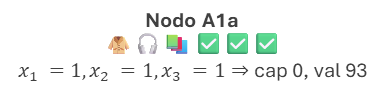 Nodo A1a
🧥 🎧 📚 ✅ ✅ ✅
x₁ = 1, x₂ = 1, x₃ = 1 ⇒ cap 0, val 93